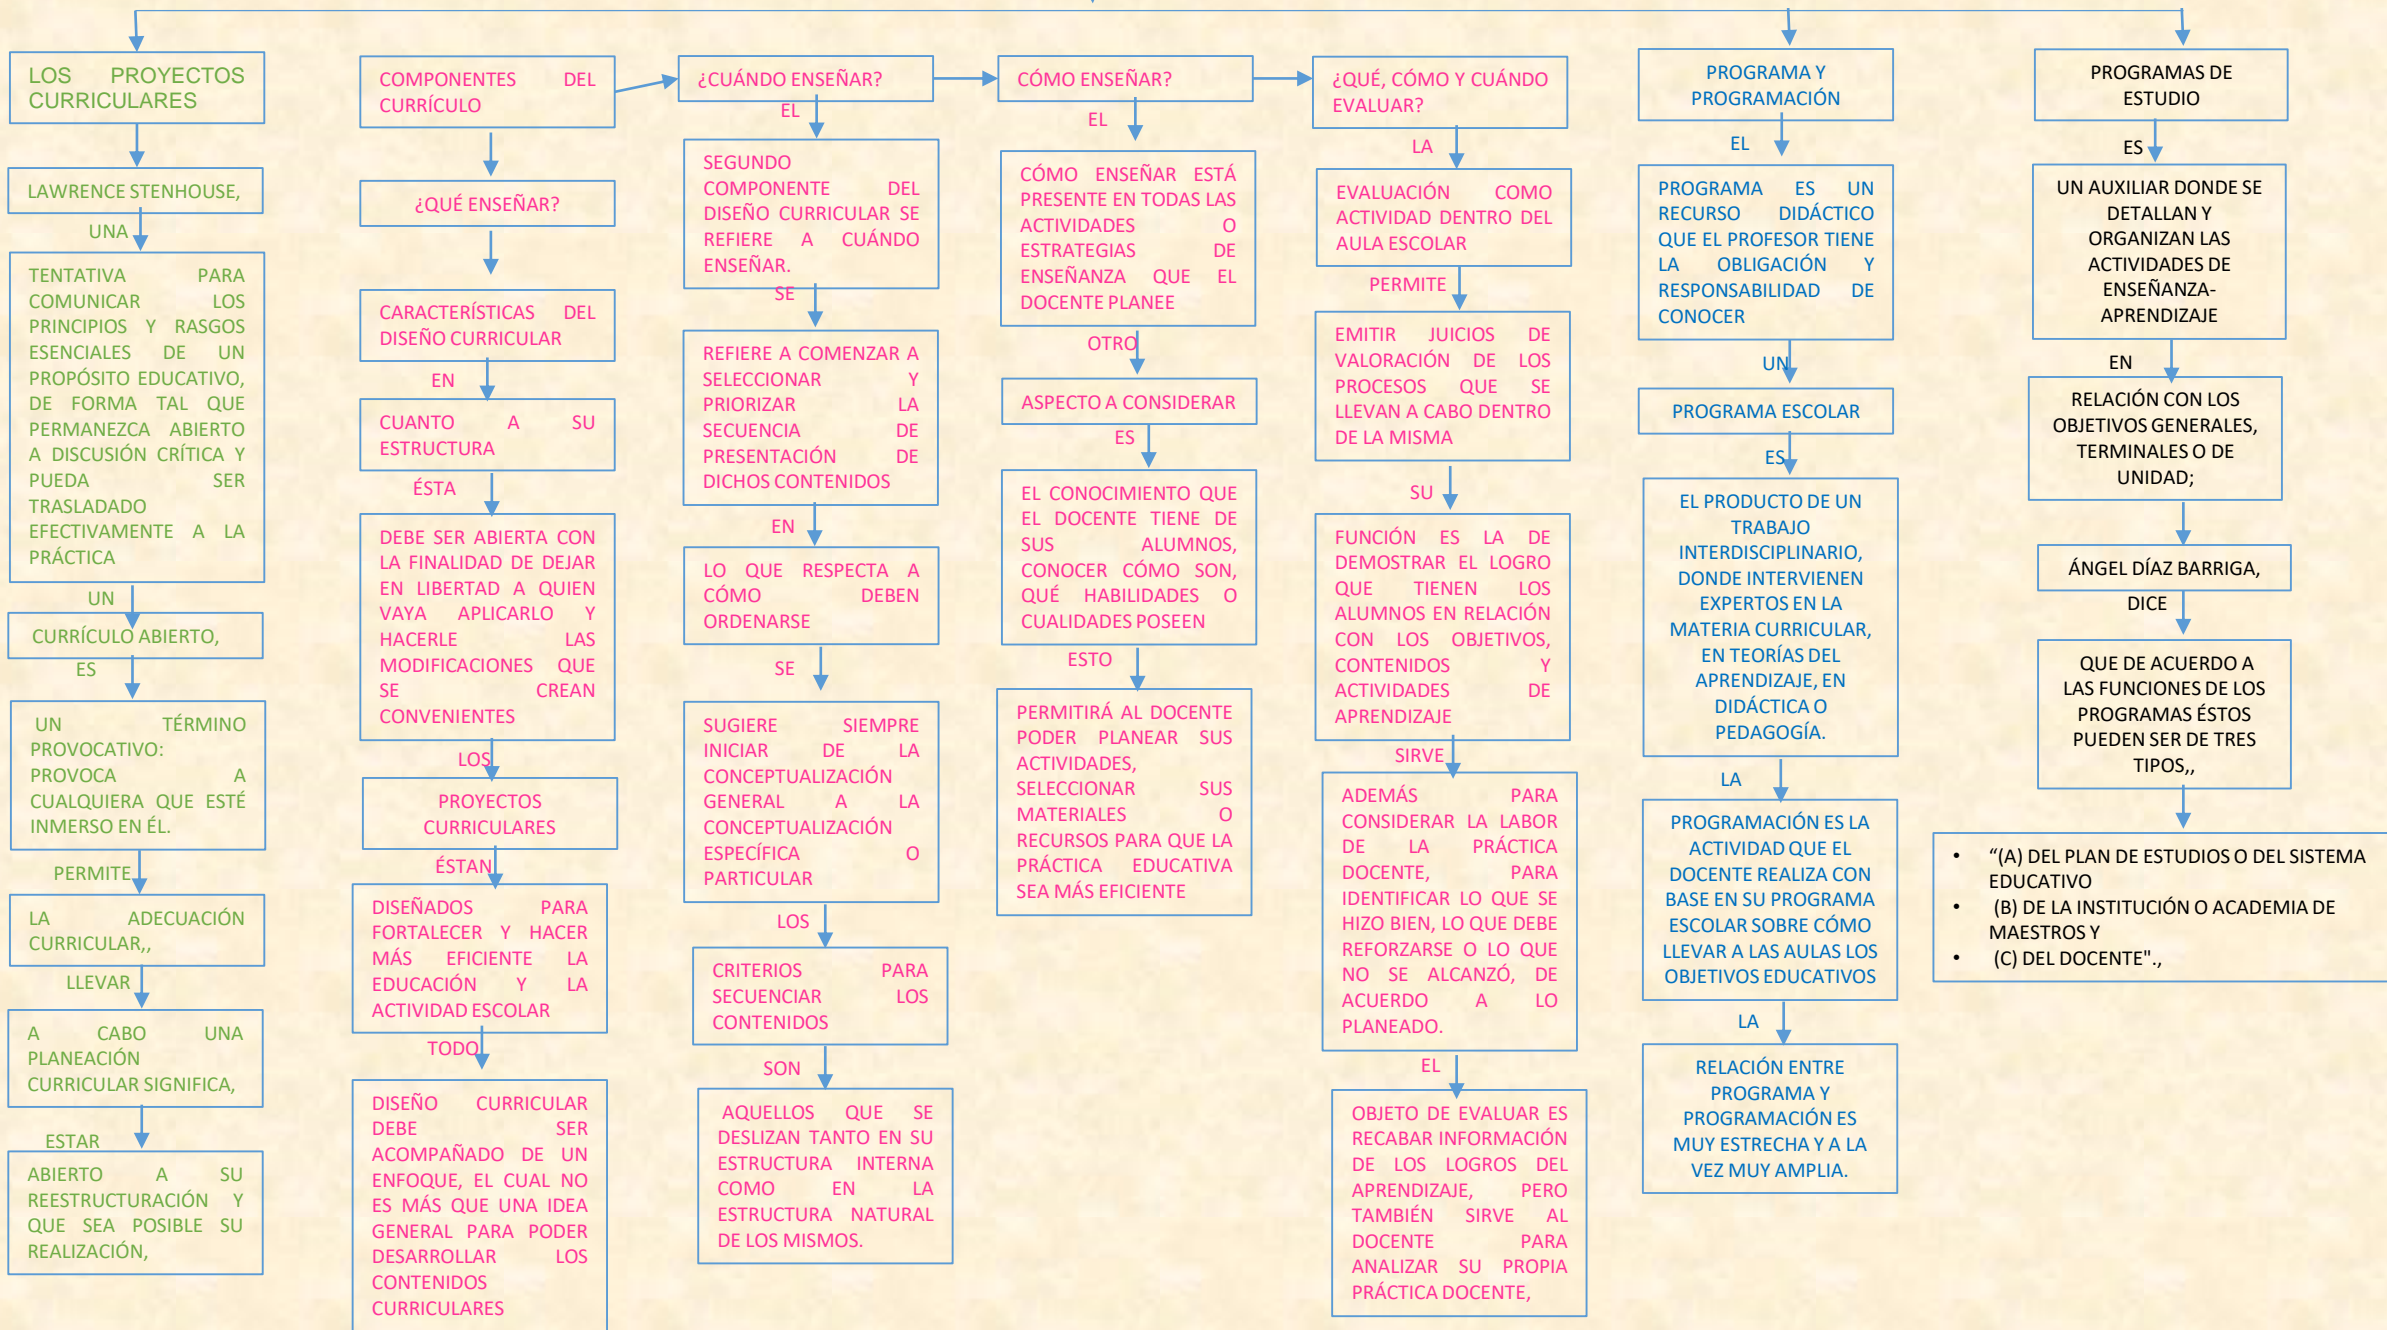 LOS PROYECTOS
CURRICULARES
LAWRENCE STENHOUSE,
UNA
TENTATIVA PARA
COMUNICAR LOS
PRINCIPIOS Y RASGOS
ESENCIALES DE UN
PROPÓSITO EDUCATIVO,
DE FORMA TAL QUE
PERMANEZCA ABIERTO
A DISCUSIÓN CRÍTICA Y
PUEDA SER
TRASLADADO
EFECTIVAMENTE A LA
PRÁCTICA
UN
CURRÍCULO ABIERTO,
ES
UN TÉRMINO
PROVOCATIVO:
PROVOCA A
CUALQUIERA QUE ESTÉ
INMERSO EN ÉL.
PERMITE
LA ADECUACIÓN
CURRICULAR,,
LLEVAR
A CABO UNA
PLANEACIÓN
CURRICULAR SIGNIFICA,
ESTAR
ABIERTO A SU
REESTRUCTURACIÓN Y
QUE SEA POSIBLE SU
REALIZACIÓN,
COMPONENTES DEL
CURRÍCULO
¿QUÉ ENSEÑAR?
CARACTERÍSTICAS DEL
DISEÑO CURRICULAR
EN
CUANTO A SU
ESTRUCTURA
ÉSTA
DEBE SER ABIERTA CON
LA FINALIDAD DE DEJAR
EN LIBERTAD A QUIEN
VAYA APLICARLO Y
HACERLE LAS
MODIFICACIONES QUE
SE CREAN
CONVENIENTES
LOS
PROYECTOS
CURRICULARES
ÉSTAN
DISEÑADOS PARA
FORTALECER Y HACER
MÁS EFICIENTE LA
EDUCACIÓN Y LA
ACTIVIDAD ESCOLAR
TODO
DISEÑO CURRICULAR
DEBE SER
ACOMPAÑADO DE UN
ENFOQUE, EL CUAL NO
ES MÁS QUE UNA IDEA
GENERAL PARA PODER
DESARROLLAR LOS
CONTENIDOS
CURRICULARES
¿CUÁNDO ENSEÑAR?
EL
SEGUNDO
COMPONENTE DEL
DISEÑO CURRICULAR SE
REFIERE A CUÁNDO
ENSEÑAR.
SE
REFIERE A COMENZAR A
SELECCIONAR Y
PRIORIZAR LA
SECUENCIA DE
PRESENTACIÓN DE
DICHOS CONTENIDOS
EN
LO QUE RESPECTA A
CÓMO DEBEN
ORDENARSE
SE
SUGIERE SIEMPRE
INICIAR DE LA
CONCEPTUALIZACIÓN
GENERAL A LA
CONCEPTUALIZACIÓN
ESPECÍFICA O
PARTICULAR
LOS
CRITERIOS PARA
SECUENCIAR LOS
CONTENIDOS
SON
AQUELLOS QUE SE
DESLIZAN TANTO EN SU
ESTRUCTURA INTERNA
COMO EN LA
ESTRUCTURA NATURAL
DE LOS MISMOS.
CÓMO ENSEÑAR?
EL
CÓMO ENSEÑAR ESTÁ
PRESENTE EN TODAS LAS
ACTIVIDADES O
ESTRATEGIAS DE
ENSEÑANZA QUE EL
DOCENTE PLANEE
OTRO
ASPECTO A CONSIDERAR
ES
EL CONOCIMIENTO QUE
EL DOCENTE TIENE DE
SUS ALUMNOS,
CONOCER CÓMO SON,
QUÉ HABILIDADES O
CUALIDADES POSEEN
ESTO
PERMITIRÁ AL DOCENTE
PODER PLANEAR SUS
ACTIVIDADES,
SELECCIONAR SUS
MATERIALES O
RECURSOS PARA QUE LA
PRÁCTICA EDUCATIVA
SEA MÁS EFICIENTE
¿QUÉ, CÓMO Y CUÁNDO
EVALUAR?
LA
EVALUACIÓN COMO
ACTIVIDAD DENTRO DEL
AULA ESCOLAR
PERMITE
EMITIR JUICIOS DE
VALORACIÓN DE LOS
PROCESOS QUE SE
LLEVAN A CABO DENTRO
DE LA MISMA
SU
FUNCIÓN ES LA DE
DEMOSTRAR EL LOGRO
QUE TIENEN LOS
ALUMNOS EN RELACIÓN
CON LOS OBJETIVOS,
CONTENIDOS Y
ACTIVIDADES DE
APRENDIZAJE
SIRVE
ADEMÁS PARA
CONSIDERAR LA LABOR
DE LA PRÁCTICA
DOCENTE, PARA
IDENTIFICAR LO QUE SE
HIZO BIEN, LO QUE DEBE
REFORZARSE O LO QUE
NO SE ALCANZÓ, DE
ACUERDO A LO
PLANEADO.
EL
OBJETO DE EVALUAR ES
RECABAR INFORMACIÓN
DE LOS LOGROS DEL
APRENDIZAJE, PERO
TAMBIÉN SIRVE AL
DOCENTE PARA
ANALIZAR SU PROPIA
PRÁCTICA DOCENTE,
PROGRAMA Y
PROGRAMACIÓN
EL
PROGRAMA ES UN
RECURSO DIDÁCTICO
QUE EL PROFESOR TIENE
LA OBLIGACIÓN Y
RESPONSABILIDAD DE
CONOCER
UN
PROGRAMA ESCOLAR
ES
EL PRODUCTO DE UN
TRABAJO
INTERDISCIPLINARIO,
DONDE INTERVIENEN
EXPERTOS EN LA
MATERIA CURRICULAR,
EN TEORÍAS DEL
APRENDIZAJE, EN
DIDÁCTICA O
PEDAGOGÍA.
LA
PROGRAMACIÓN ES LA
ACTIVIDAD QUE EL
DOCENTE REALIZA CON
BASE EN SU PROGRAMA
ESCOLAR SOBRE CÓMO
LLEVAR A LAS AULAS LOS
OBJETIVOS EDUCATIVOS
LA
RELACIÓN ENTRE
PROGRAMA Y
PROGRAMACIÓN ES
MUY ESTRECHA Y A LA
VEZ MUY AMPLIA.
PROGRAMAS DE
ESTUDIO
ES
UN AUXILIAR DONDE SE
DETALLAN Y
ORGANIZAN LAS
ACTIVIDADES DE
ENSEÑANZA-
APRENDIZAJE
EN
RELACIÓN CON LOS
OBJETIVOS GENERALES,
TERMINALES O DE
UNIDAD;
ÁNGEL DÍAZ BARRIGA,
DICE
QUE DE ACUERDO A
LAS FUNCIONES DE LOS
PROGRAMAS ÉSTOS
PUEDEN SER DE TRES
TIPOS,,
• “(A) DEL PLAN DE ESTUDIOS O DEL SISTEMA
EDUCATIVO
• (B) DE LA INSTITUCIÓN O ACADEMIA DE
MAESTROS Y
• (C) DEL DOCENTE".,